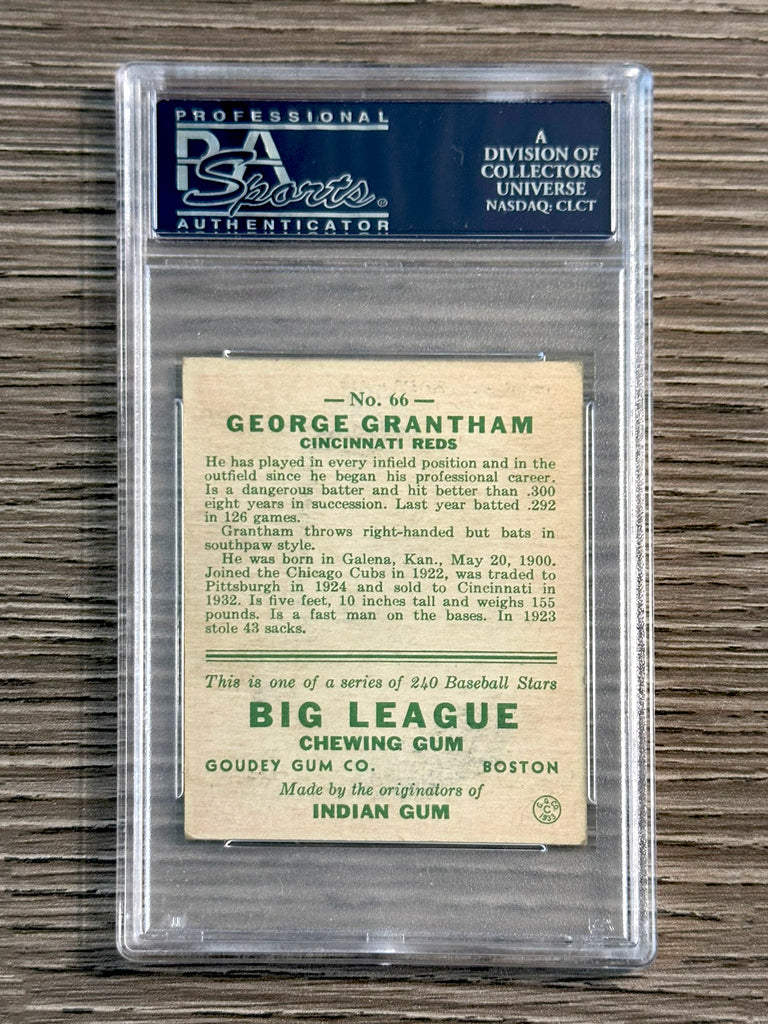 PROFESSIONAL
PSA
Sports®
AUTHENTICATOR
A
DIVISION OF
COLLECTORS
UNIVERSE
NASDAQ: CLCT
— No. 66 —
GEORGE GRANTHAM
CINCINNATI REDS
He has played in every infield position and in the
outfield since he began his professional career.
Is a dangerous batter and hit better than .300
eight years in succession. Last year batted .292
in 126 games.
Grantham throws right-handed but bats in
southpaw style.
He was born in Galena, Kan., May 20, 1900.
Joined the Chicago Cubs in 1922, was traded to
Pittsburgh in 1924 and sold to Cincinnati in
1932. Is five feet, 10 inches tall and weighs 155
pounds. Is a fast man on the bases. In 1923
stole 43 sacks.
This is one of a series of 240 Baseball Stars
BIG LEAGUE
CHEWING GUM
GOUDEY GUM CO. BOSTON
Made by the originators of
INDIAN GUM
G.G.CO.
C
1933